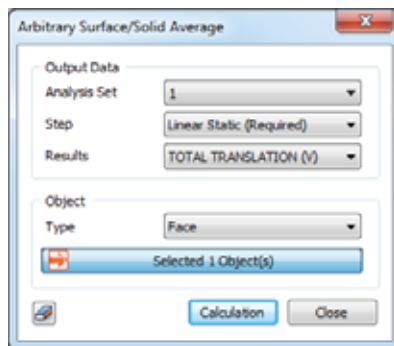 Arbitrary Surface/Solid Average
Output Data
Analysis Set 1
Step Linear Static (Required)
Results TOTAL TRANSLATION (V)
Object
Type Face
Selected 1 Object(s)
Calculation Close